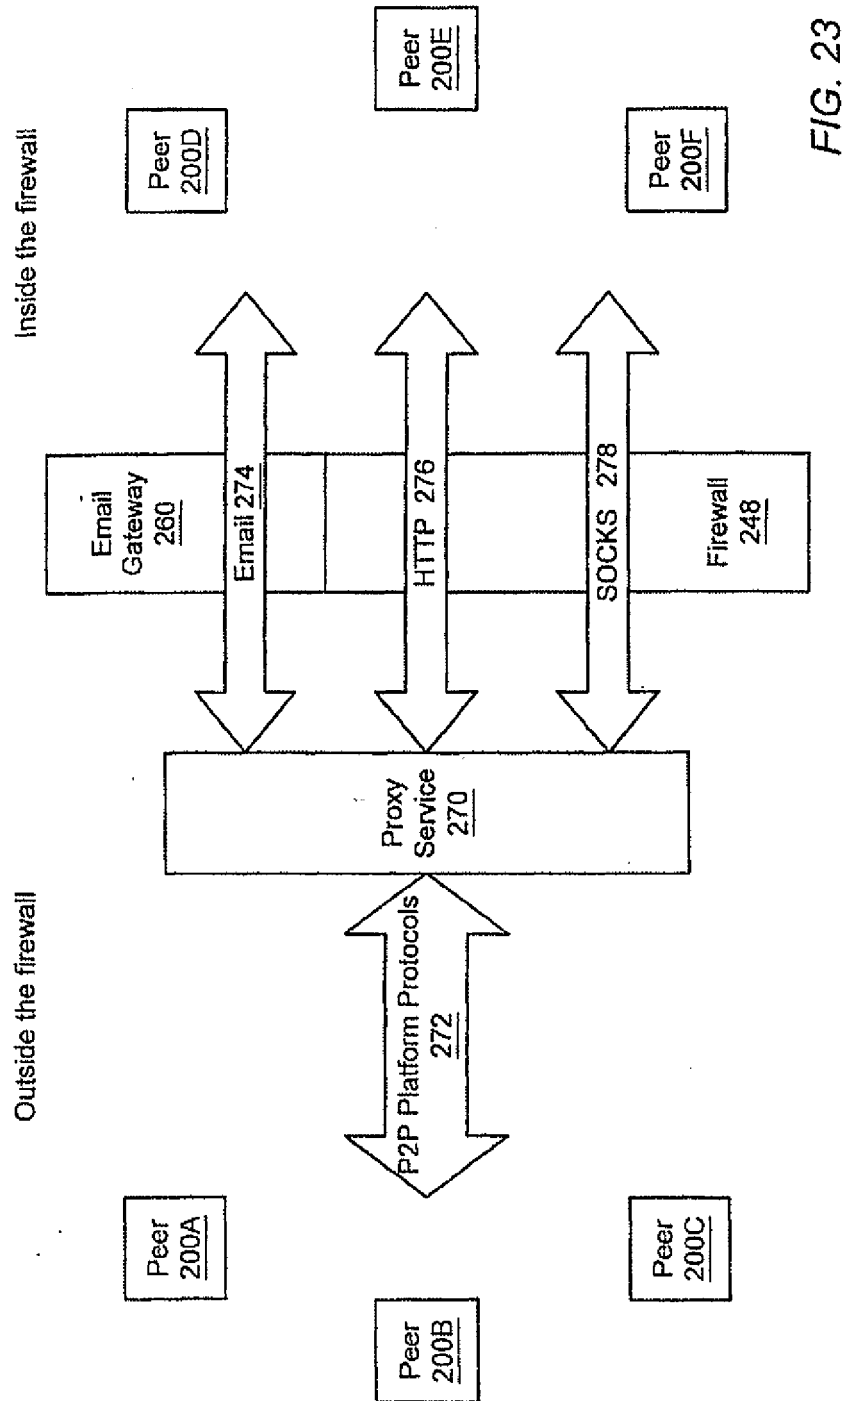 Outside the firewall
Inside the firewall
Peer
200A
Peer
200B
Peer
200C
P2P Platform Protocols
272
Proxy
Service
270
Email
Gateway
260
Email 274
HTTP 276
SOCKS 278
Firewall
248
Peer
200D
Peer
200E
Peer
200F
FIG. 23